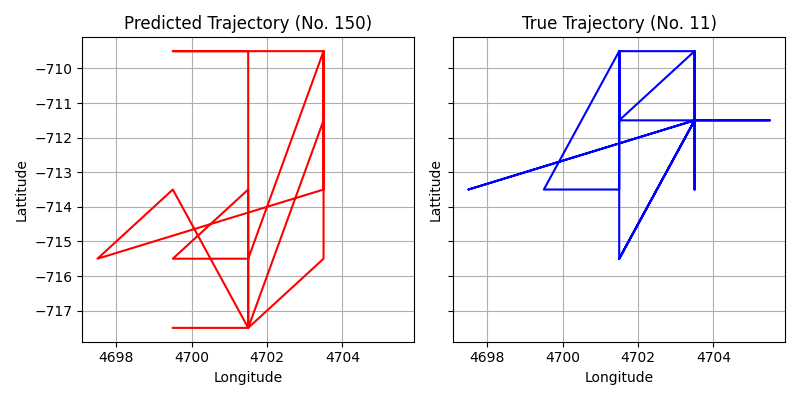 Predicted Trajectory (No. 150)
True Trajectory (No. 11)
Lattitude
−710
−711
−712
−713
−714
−715
−716
−717
4698
4700
4702
4704
Longitude
Lattitude
4698
4700
4702
4704
Longitude